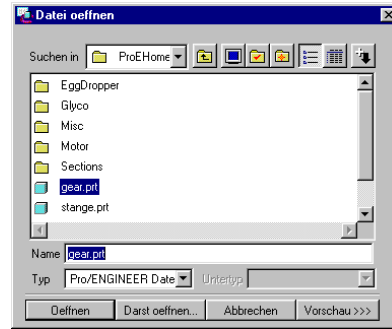 Datei oeffnen
Suchen in ProEHome
EggDropper
Glyco
Misc
Motor
Sections
gear.prt
stange.prt
Name gear.prt
Typ Pro/ENGINEER Date Untertyp
Oeffnen Darst oeffnen... Abbrechen Vorschau >>>